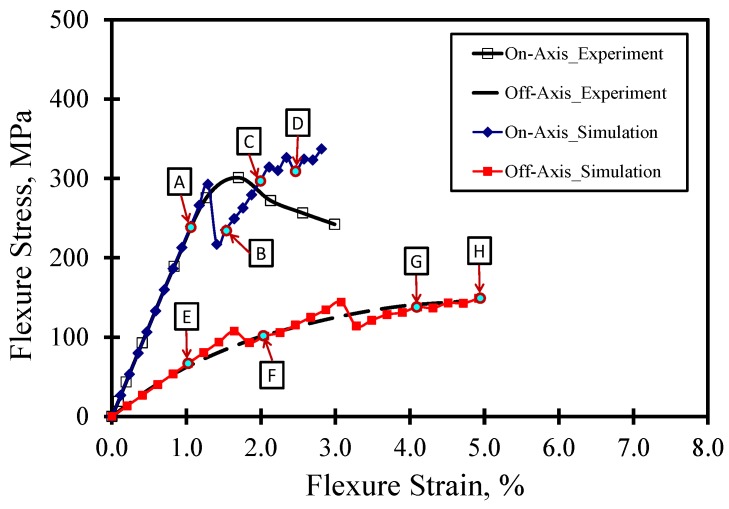 500
400
300
200
100
0
Flexure Stress, MPa
On-Axis_Experiment
Off-Axis_Experiment
On-Axis_Simulation
Off-Axis_Simulation
A
B
C
D
E
F
G
H
0.0 1.0 2.0 3.0 4.0 5.0 6.0 7.0 8.0
Flexure Strain, %